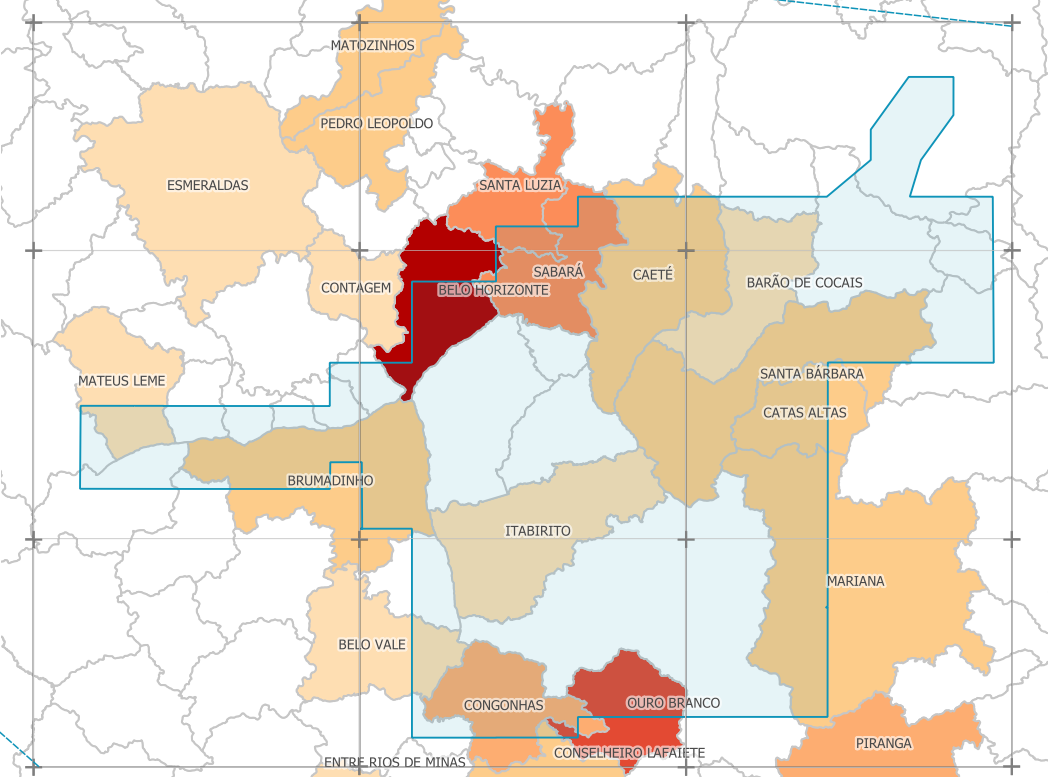 MATOZINHOS
PEDRO LEOPOLDO
ESMERALDAS
SANTA LUZIA
SABARÁ
CAETÉ
BARÃO DE COCAIS
CONTAGEM
BELO HORIZONTE
MATEUS LEME
SANTA BÁRBARA
CATAS ALTAS
BRUMADINHO
ITABIRITO
MARIANA
BELO VALE
CONGONHAS
OURO BRANCO
PIRANGA
CONSELHEIRO LAFAIETE
ENTRE RIOS DE MINAS